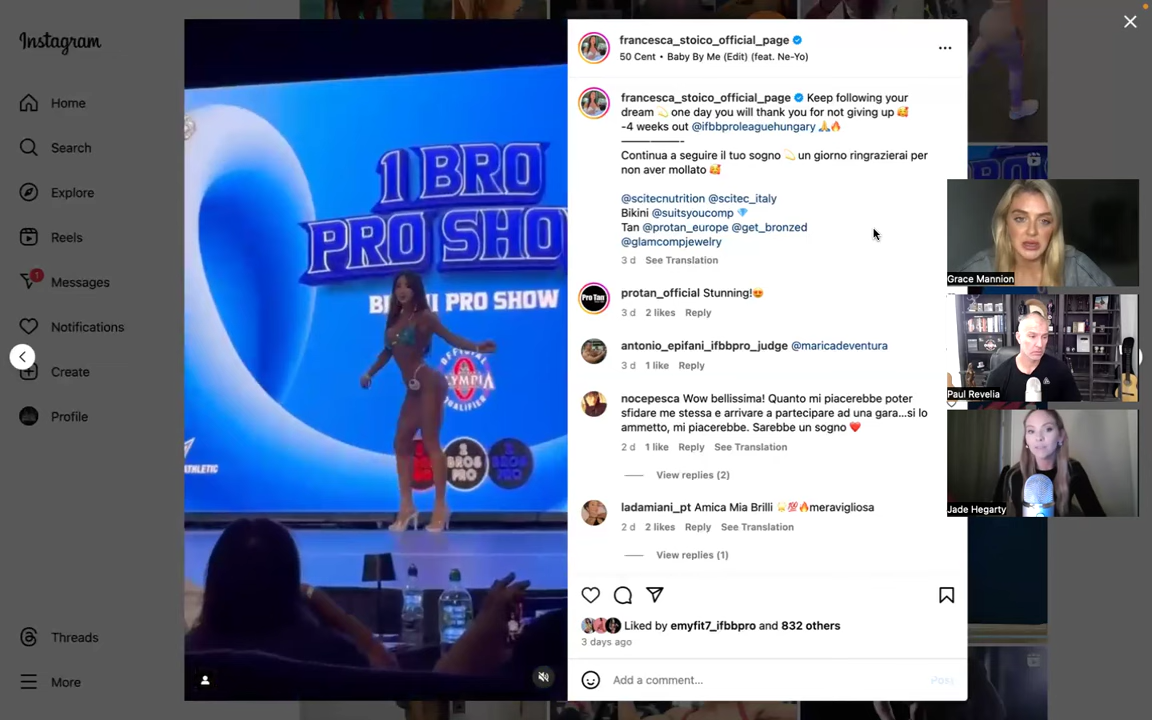 Instagram
Home
Search
Explore
Reels
1
Messages
Notifications
Create
Profile
Threads
More
1 BRO
PRO SHO
PRO SHOW
OFFICIAL
OLYMPIA
QUALIFIER
francesca_stoico_official_page
50 Cent • Baby By Me (Edit) (feat. Ne-Yo)
francesca_stoico_official_page Keep following your
dream 💫 one day you will thank you for not giving up 🥰
-4 weeks out @ifbbproleaguehungary 🙏🔥
——————-
Continua a seguire il tuo sogno 💫 un giorno ringrazierai per
non aver mollato 🥰
@scitecnutrition @scitec_italy
Bikini @suitsyoucomp 💎
Tan @protan_europe @get_bronzed
@glamcompjewelry
3 d See Translation
Pro Tan
protan_official Stunning!😍
3 d 2 likes Reply
antonio_epifani_ifbbpro_judge @maricadeventura
3 d 1 like Reply
nocepesca Wow bellissima! Quanto mi piacerebbe poter
sfidare me stessa e arrivare a partecipare ad una gara...si lo
ammetto, mi piacerebbe. Sarebbe un sogno ❤️
2 d 1 like Reply See Translation
View replies (2)
ladamiani_pt Amica Mia Brilli 💫💯🔥meravigliosa
2 d 2 likes Reply See Translation
View replies (1)
Liked by emyfit7_ifbbpro and 832 others
3 days ago
Add a comment...
Post
Grace Mannion
Paul Revelia
Jade Hegarty